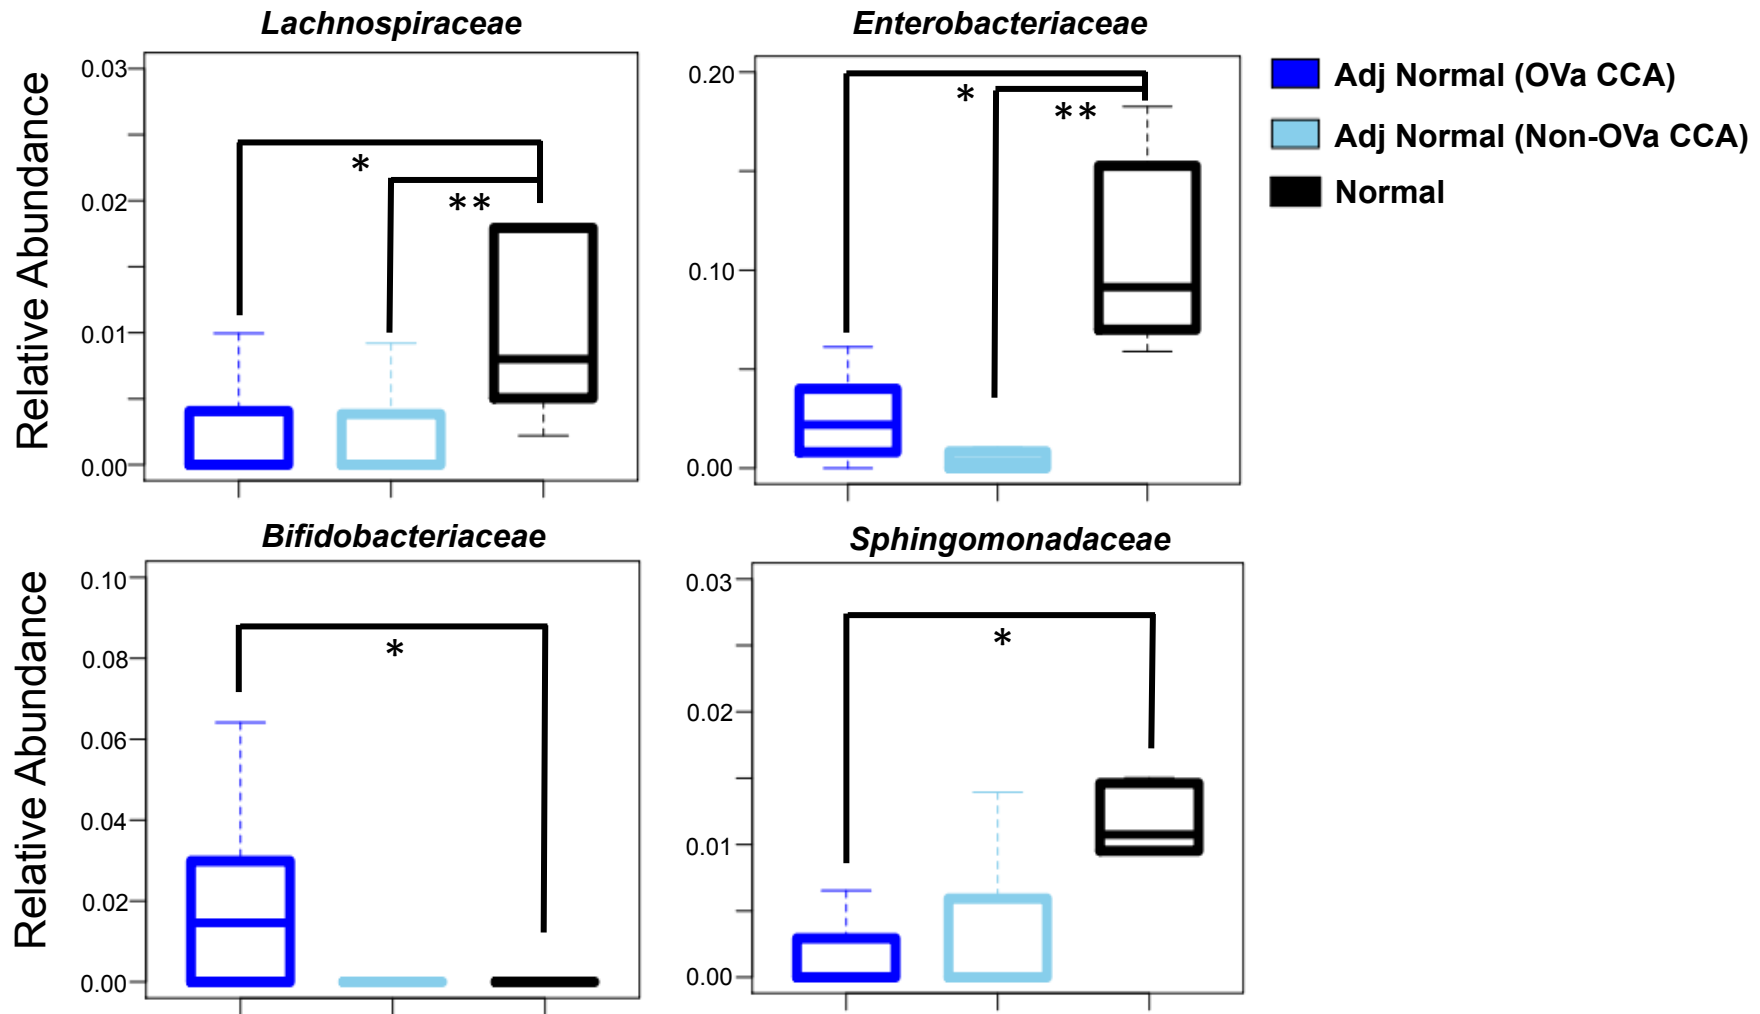 Lachnospiraceae
Relative Abundance
0.03
0.02
0.01
0.00
*
**
Enterobacteriaceae
0.20
0.10
0.00
*
**
Adj Normal (OVa CCA)
Adj Normal (Non-OVa CCA)
Normal
Bifidobacteriaceae
Relative Abundance
0.10
0.08
0.06
0.04
0.02
0.00
*
Sphingomonadaceae
0.03
0.02
0.01
0.00
*